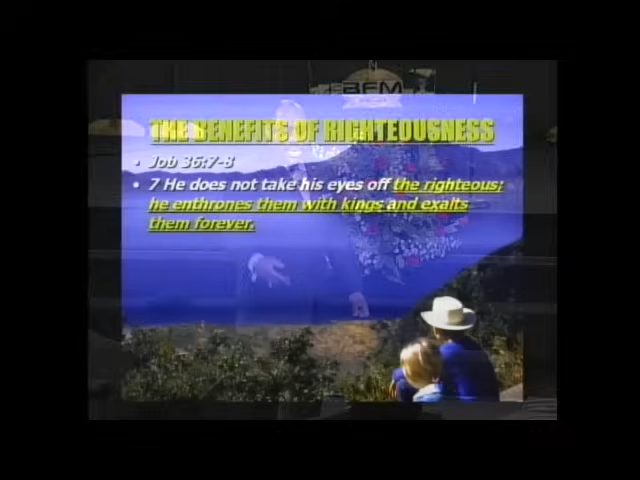 BFM
THE BENEFITS OF RIGHTEOUSNESS
• Job 36:7-8
• 7 He does not take his eyes off the righteous;
he enthrones them with kings and exalts
them forever.